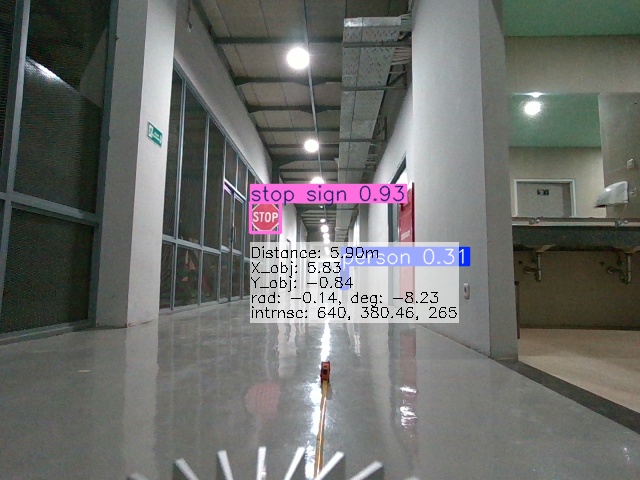 stop sign 0.93
STOP
person 0.31
Distance: 5.90m
X_obj: 5.83
Y_obj: -0.84
rad: -0.14, deg: -8.23
intrnsc: 640, 380.46, 265